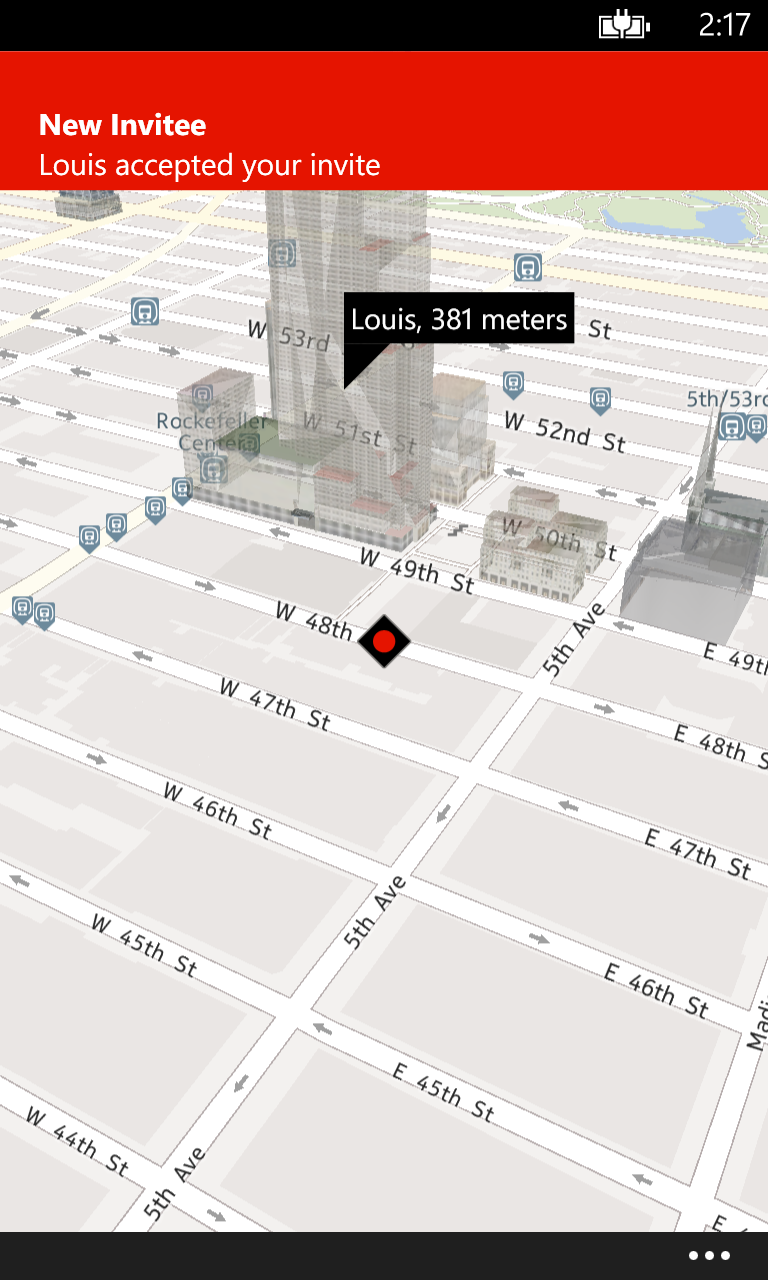 2:17
New Invitee
Louis accepted your invite
Louis, 381 meters
W 53rd
St
5th/53rd
Rockefeller
Center
W 51st St
W 52nd St
W 50th St
W 49th St
W 48th
5th Ave
E 49th
W 47th St
E 48th S
W 46th St
E 47th St
5th Ave
W 45th St
E 46th St
Madi
E 45th St
W 44th St
5th Ave
E